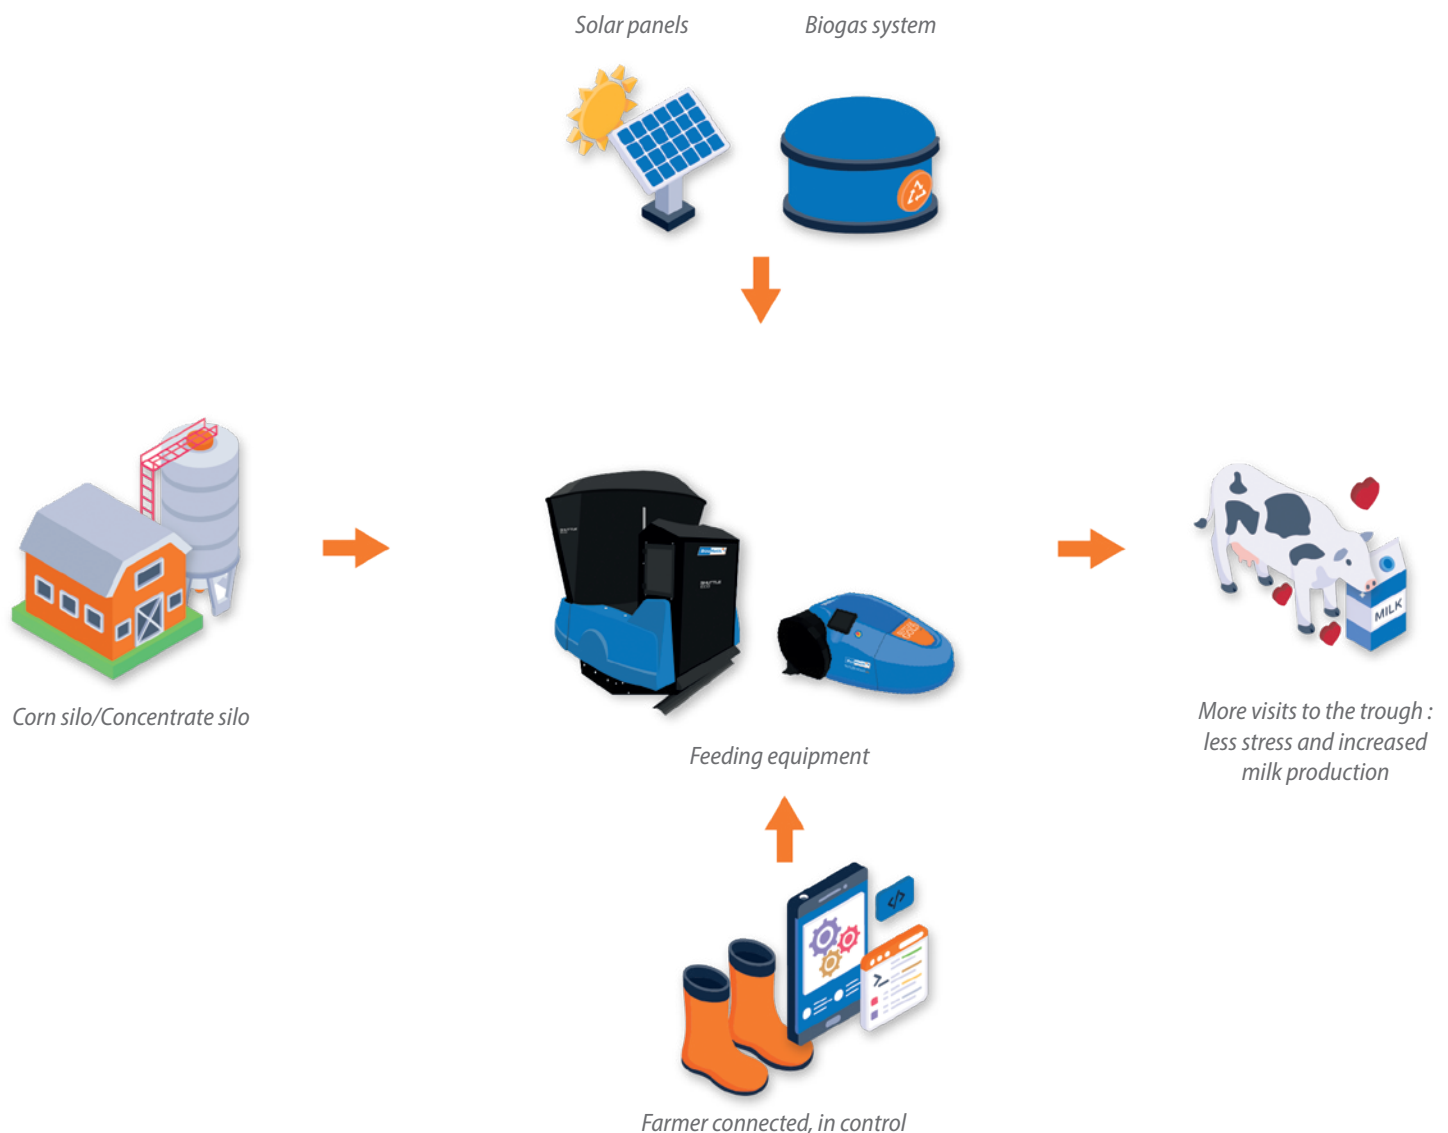 Solar panels
Biogas system
Corn silo/Concentrate silo
MILK
More visits to the trough :
less stress and increased
milk production
Feeding equipment
Farmer connected, in control